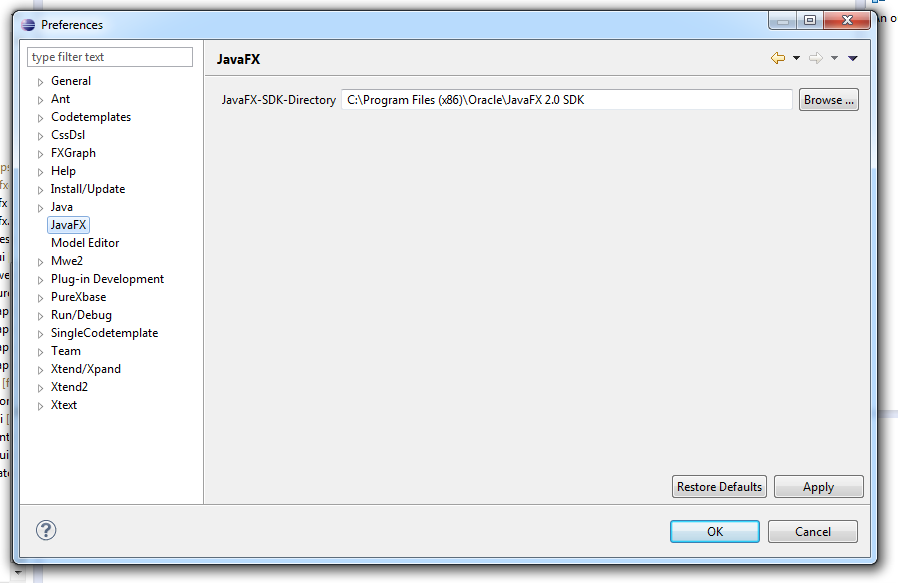 Preferences
type filter text
General
Ant
Codetemplates
CssDsl
FXGraph
Help
Install/Update
Java
JavaFX
Model Editor
Mwe2
Plug-in Development
PureXbase
Run/Debug
SingleCodetemplate
Team
Xtend/Xpand
Xtend2
Xtext
JavaFX
JavaFX-SDK-Directory C:\Program Files (x86)\Oracle\JavaFX 2.0 SDK Browse ...
Restore Defaults Apply
OK Cancel